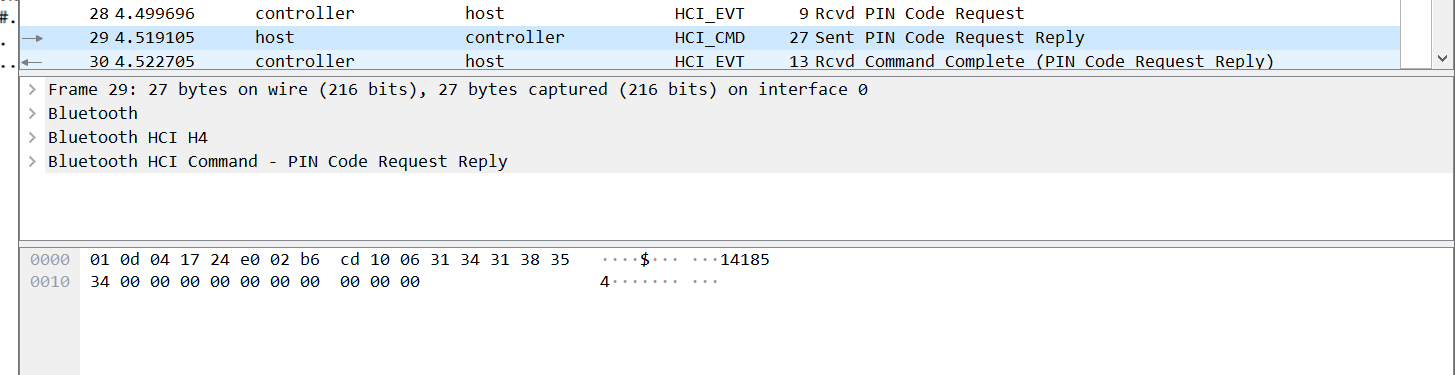 #. 28 4.499696 controller host HCI_EVT 9 Rcvd PIN Code Request
. 29 4.519105 host controller HCI_CMD 27 Sent PIN Code Request Reply
.. 30 4.522705 controller host HCI_EVT 13 Rcvd Command Complete (PIN Code Request Reply)
Frame 29: 27 bytes on wire (216 bits), 27 bytes captured (216 bits) on interface 0
Bluetooth
Bluetooth HCI H4
Bluetooth HCI Command - PIN Code Request Reply
0000 01 0d 04 17 24 e0 02 b6 cd 10 06 31 34 31 38 35 ····$··· ···14185
0010 34 00 00 00 00 00 00 00 00 00 00 4······· ···